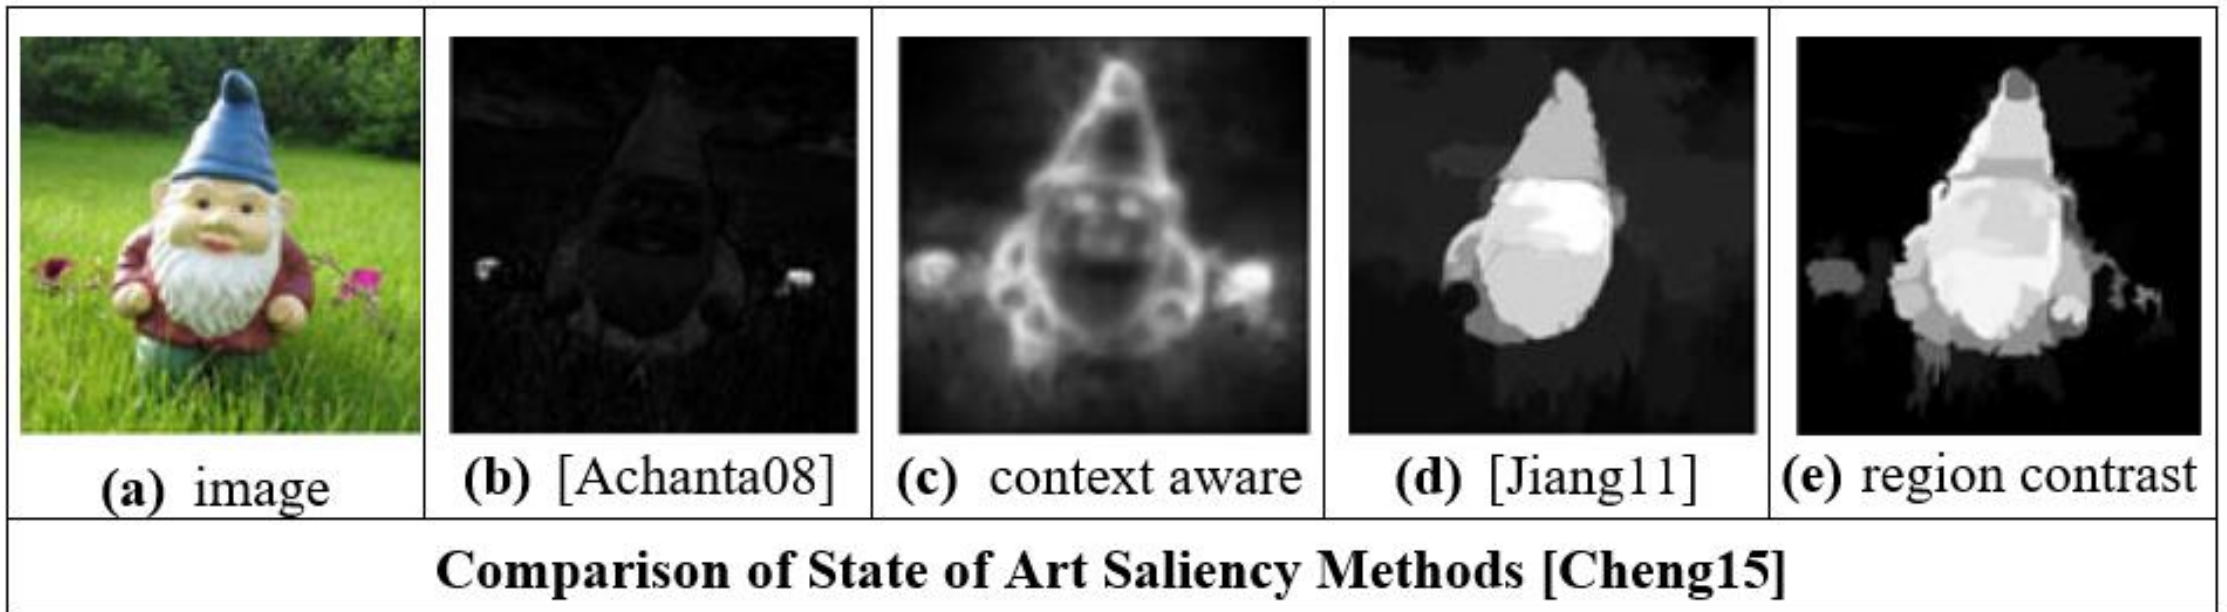 (a) image
(b) [Achanta08]
(c) context aware
(d) [Jiang11]
(e) region contrast
Comparison of State of Art Saliency Methods [Cheng15]